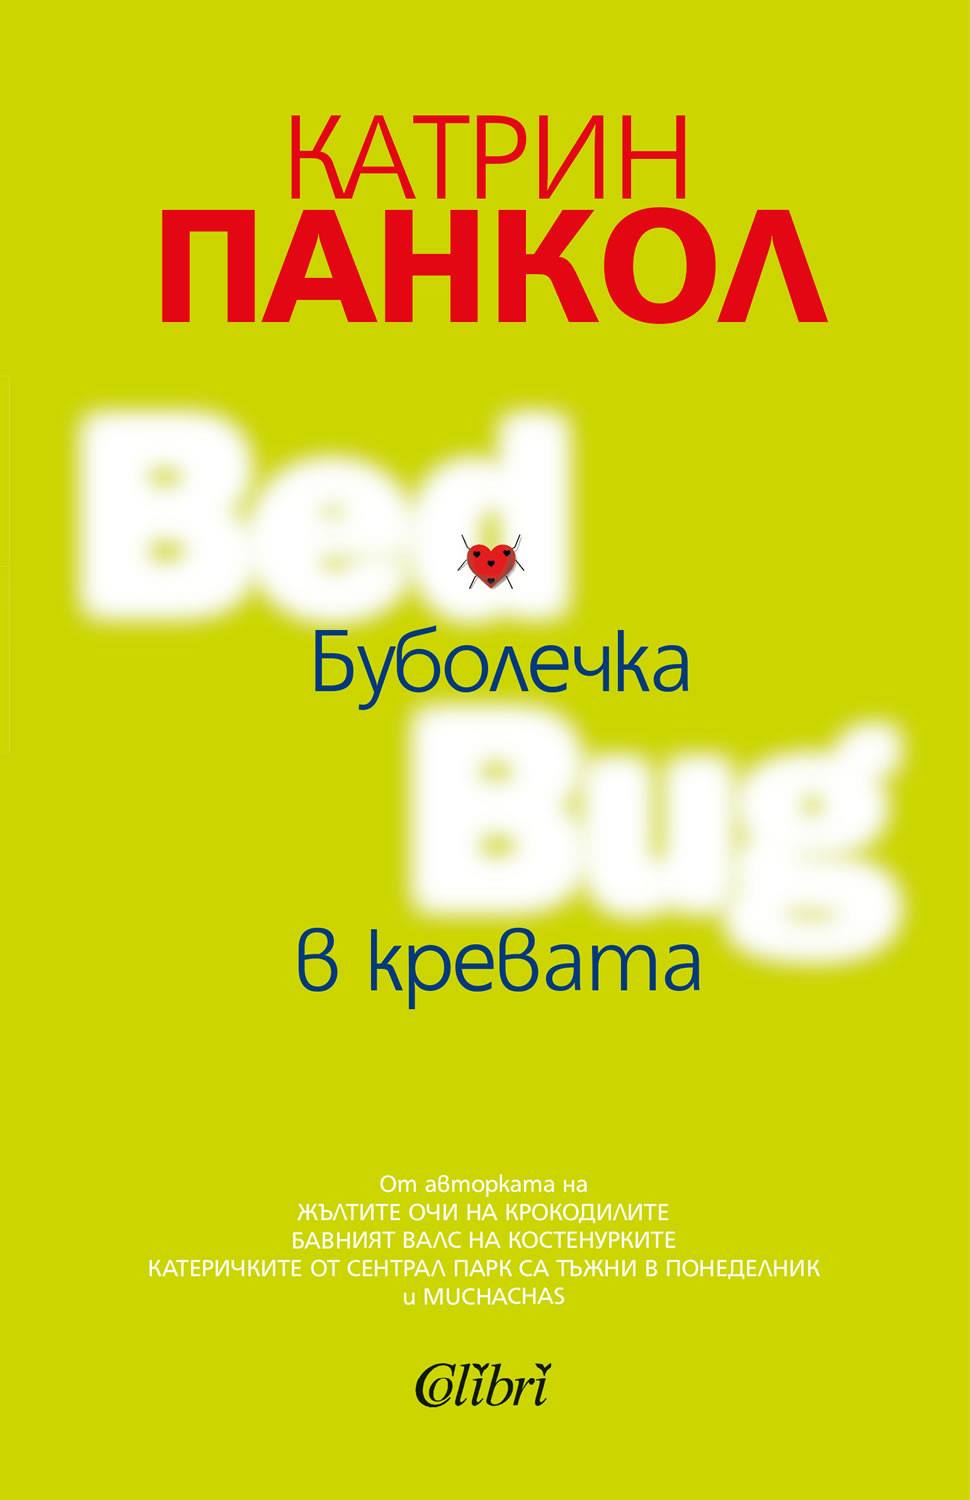 КАТРИН
ПАНКОЛ
Bed
Буболечка
Bug
в кревата
От авторката на
ЖЪЛТИТЕ ОЧИ НА КРОКОДИЛИТЕ
БАВНИЯТ ВАЛС НА КОСТЕНУРКИТЕ
КАТЕРИЧКИТЕ ОТ СЕНТРАЛ ПАРК СА ТЪЖНИ В ПОНЕДЕЛНИК
и MUCHACHAS
Colibri